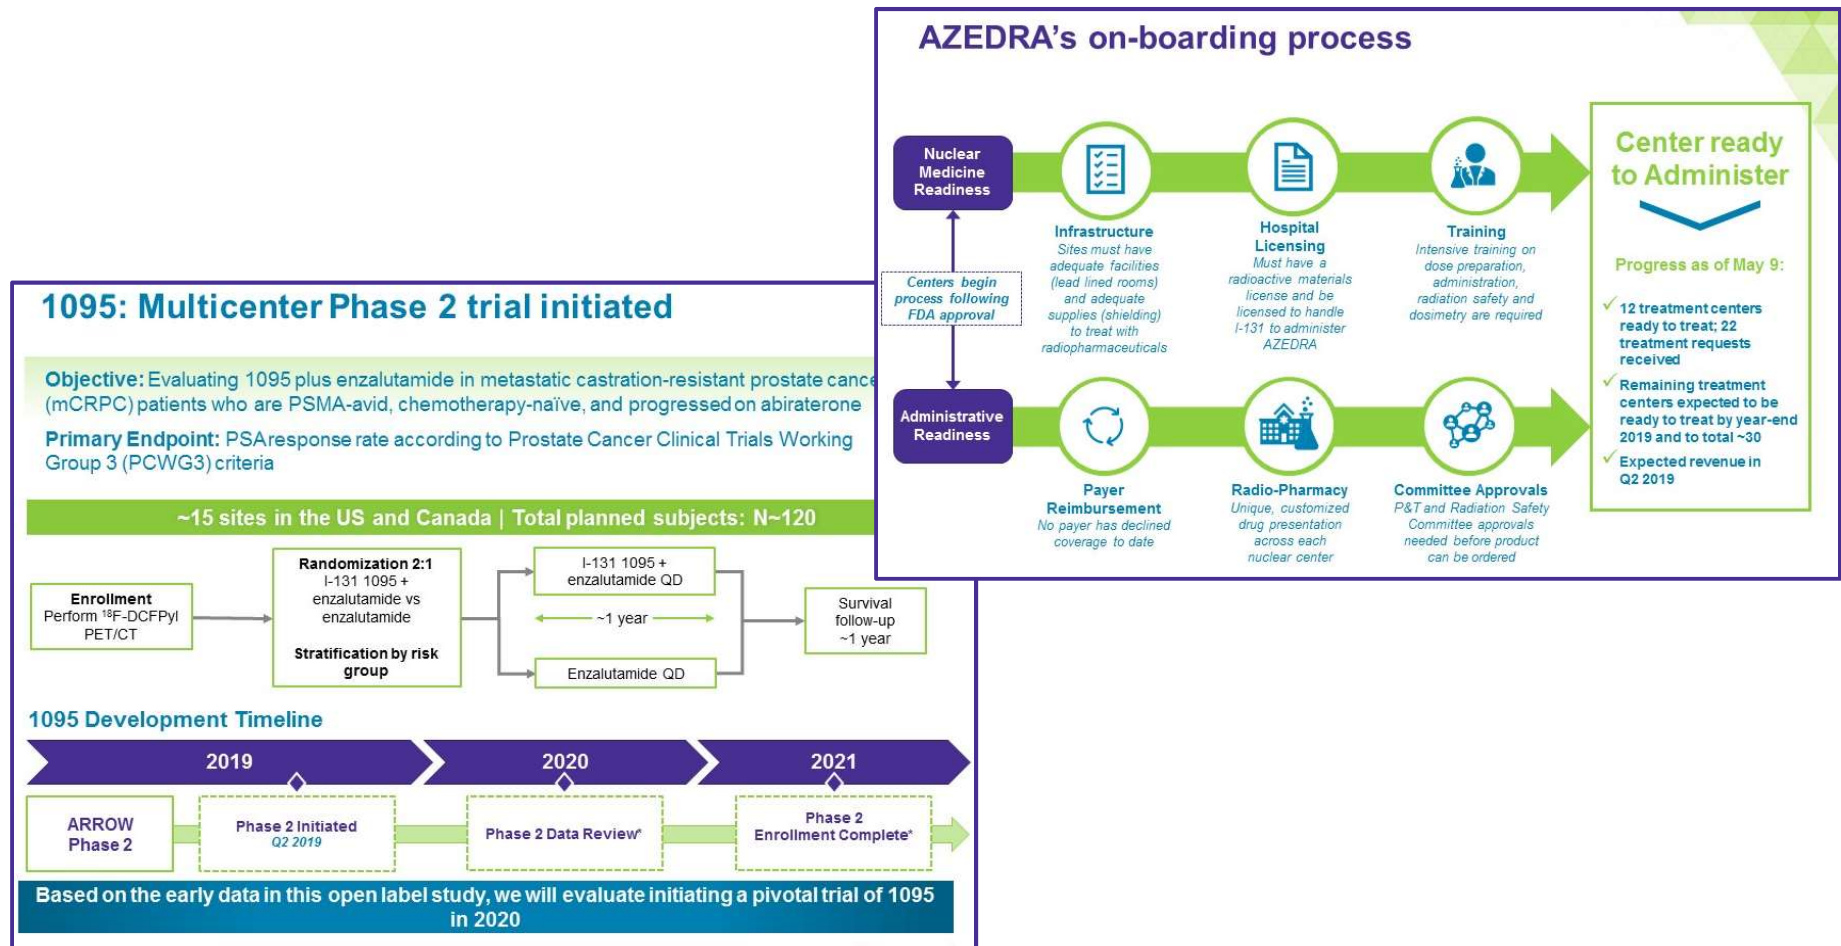 AZEDRA's on-boarding process
Nuclear
Medicine
Readiness
Infrastructure
Sites must have
adequate facilities
(lead lined rooms)
and adequate
supplies (shielding)
to treat with
radiopharmaceuticals
Hospital
Licensing
Must have a
radioactive materials
license and be
licensed to handle
I-131 to administer
AZEDRA
Training
Intensive training on
dose preparation,
administration,
radiation safety and
dosimetry are required
Centers begin
process following
FDA approval
Administrative
Readiness
Payer
Reimbursement
No payer has declined
coverage to date
Radio-Pharmacy
Unique, customized
drug presentation
across each
nuclear center
Committee Approvals
P&T and Radiation Safety
Committee approvals
needed before product
can be ordered
Center ready
to Administer
Progress as of May 9:
12 treatment centers
ready to treat; 22
treatment requests
received
Remaining treatment
centers expected to be
ready to treat by year-end
2019 and to total ~30
Expected revenue in
Q2 2019
1095: Multicenter Phase 2 trial initiated
Objective: Evaluating 1095 plus enzalutamide in metastatic castration-resistant prostate cance
(mCRPC) patients who are PSMA-avid, chemotherapy-naïve, and progressed on abiraterone
Primary Endpoint: PSA response rate according to Prostate Cancer Clinical Trials Working
Group 3 (PCWG3) criteria
~15 sites in the US and Canada | Total planned subjects: N~120
Enrollment
Perform ¹⁸F-DCFPyl
PET/CT
Randomization 2:1
I-131 1095 +
enzalutamide vs
enzalutamide
Stratification by risk
group
I-131 1095 +
enzalutamide QD
~1 year
Enzalutamide QD
Survival
follow-up
~1 year
1095 Development Timeline
2019
2020
2021
ARROW
Phase 2
Phase 2 Initiated
Q2 2019
Phase 2 Data Review*
Phase 2
Enrollment Complete*
Based on the early data in this open label study, we will evaluate initiating a pivotal trial of 1095
in 2020